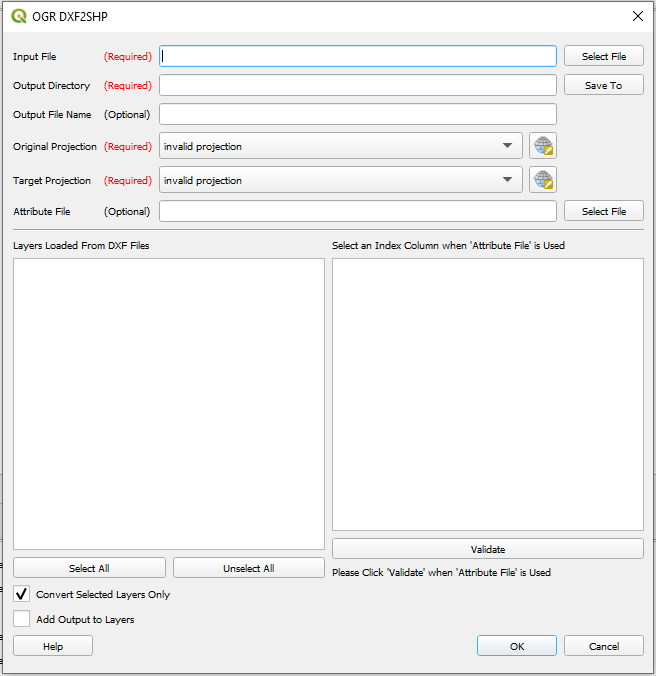 OGR DXF2SHP
Input File (Required) Select File
Output Directory (Required) Save To
Output File Name (Optional)
Original Projection (Required) invalid projection
Target Projection (Required) invalid projection
Attribute File (Optional) Select File
Layers Loaded From DXF Files Select an Index Column when 'Attribute File' is Used
Validate
Select All Unselect All Please Click 'Validate' when 'Attribute File' is Used
Convert Selected Layers Only
Add Output to Layers
Help OK Cancel